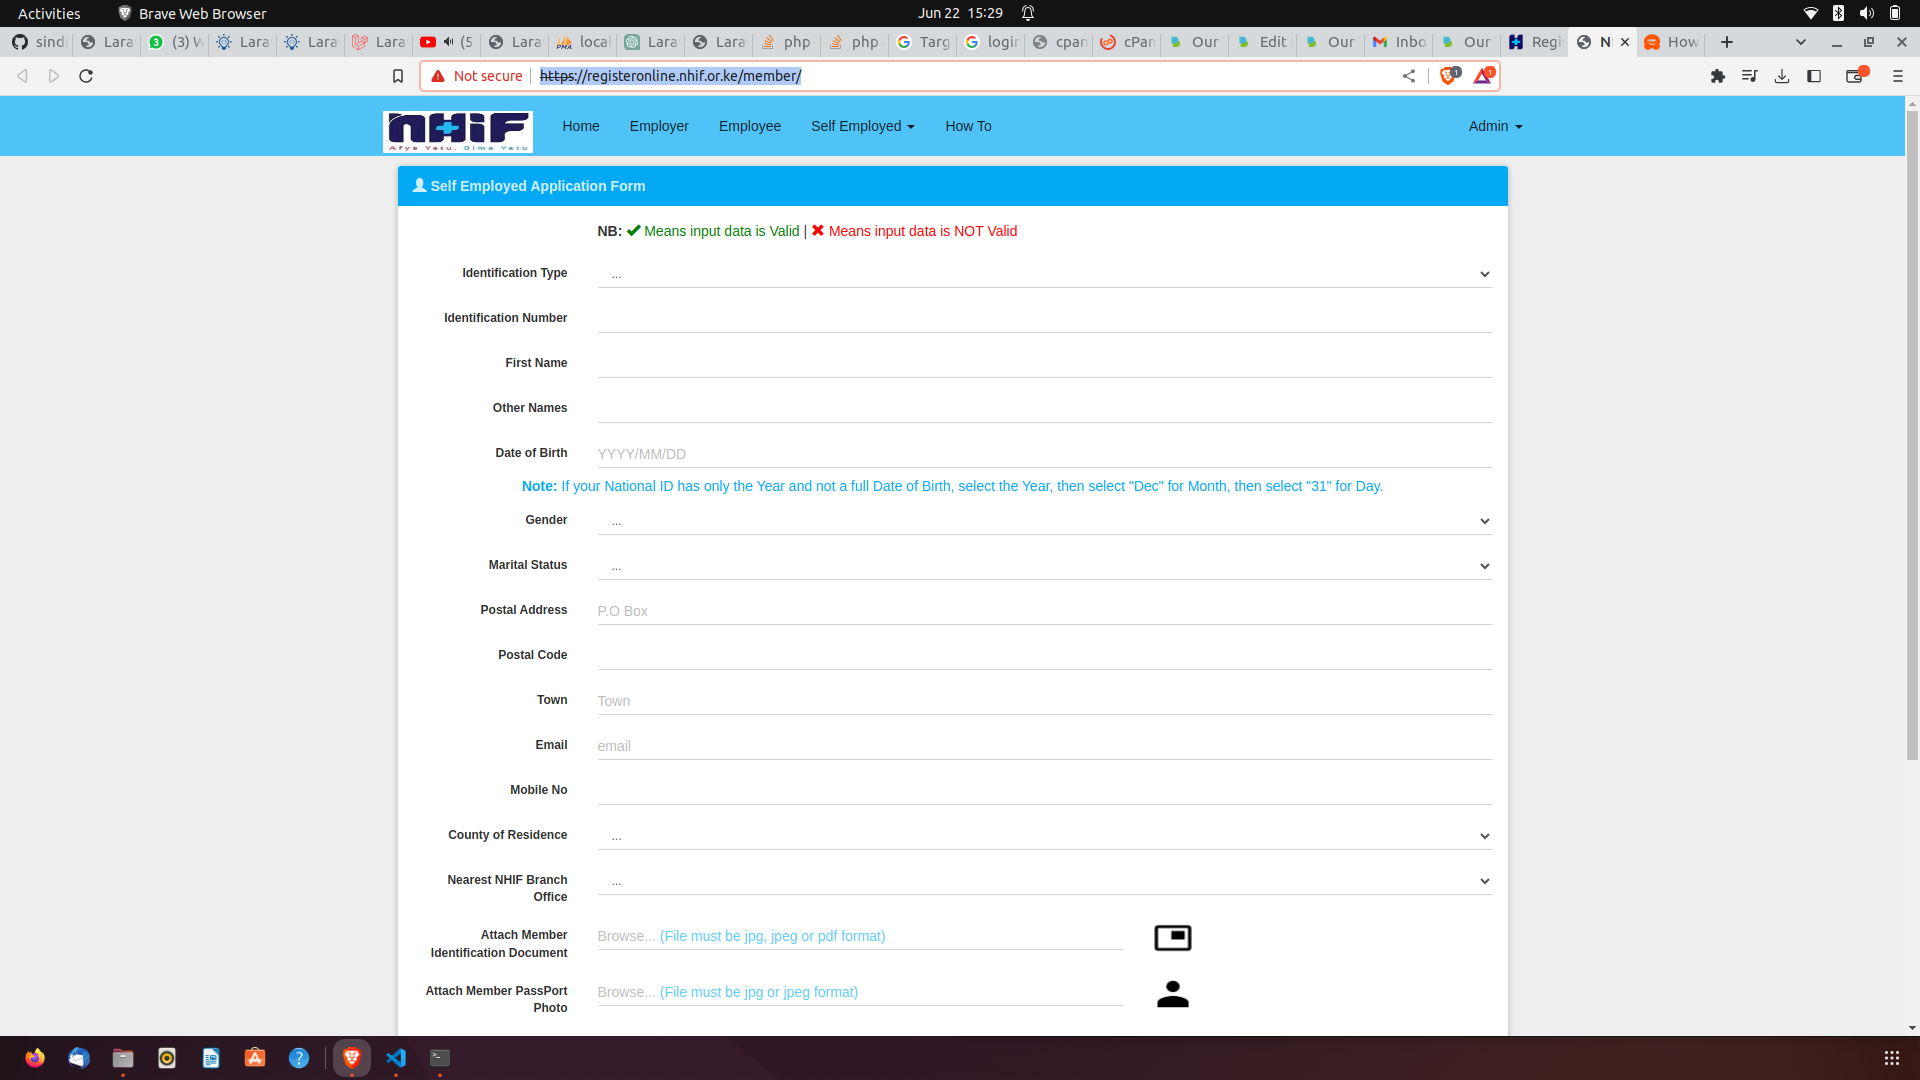 Activities
Brave Web Browser
Jun 22 15:29
sindi
Lara
(3) W
Lara
Lara
Lara
(5
Lara
local
Lara
Lara
php
php
Targ
login
cpan
cPan
Our
Edit
Our
Inbo
Our
Regi
N
How
Not secure
https://registeronline.nhif.or.ke/member/
1
1
NHiF
Afya Yetu, Bima Yetu
Home
Employer
Employee
Self Employed
How To
Admin
Self Employed Application Form
NB: Means input data is Valid | Means input data is NOT Valid
Identification Type
...
Identification Number
First Name
Other Names
Date of Birth
YYYY/MM/DD
Note: If your National ID has only the Year and not a full Date of Birth, select the Year, then select "Dec" for Month, then select "31" for Day.
Gender
...
Marital Status
...
Postal Address
P.O Box
Postal Code
Town
Town
Email
email
Mobile No
County of Residence
...
Nearest NHIF Branch
Office
...
Attach Member
Identification Document
Browse... (File must be jpg, jpeg or pdf format)
Attach Member PassPort
Photo
Browse... (File must be jpg or jpeg format)